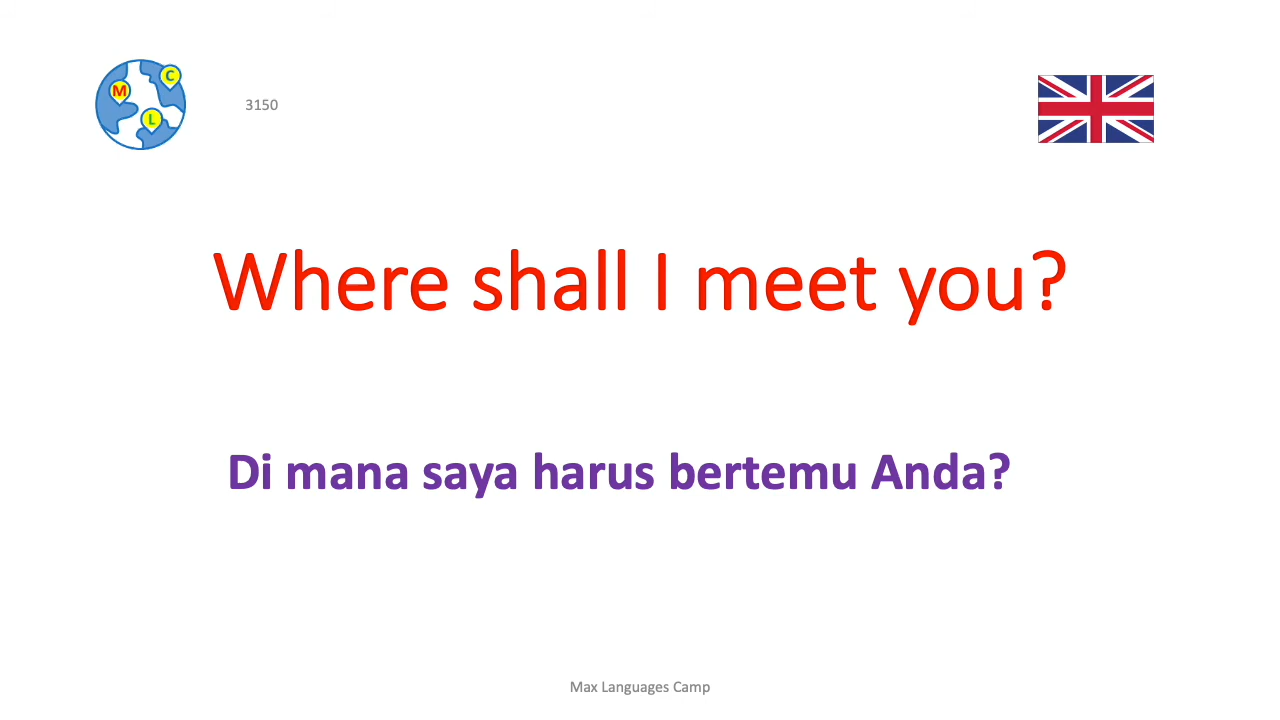 M
C
L
3150
Where shall I meet you?
Di mana saya harus bertemu Anda?
Max Languages Camp